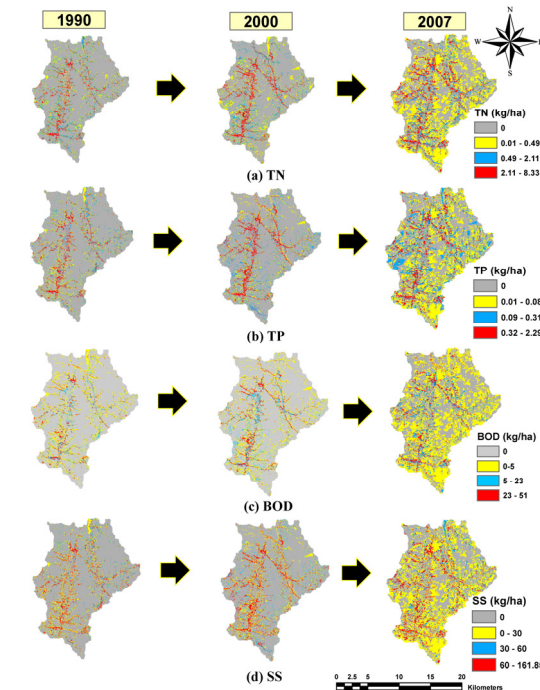 1990
2000
2007
N
W
S
TN (kg/ha)
0
0.01 - 0.49
0.49 - 2.11
2.11 - 8.33
(a) TN
TP (kg/ha)
0
0.01 - 0.08
0.09 - 0.31
0.32 - 2.29
(b) TP
BOD (kg/ha)
0
0-5
5 - 23
23 - 51
(c) BOD
SS (kg/ha)
0
0 - 30
30 - 60
60 - 161.8
(d) SS
0 2.5 5 10 15 20
Kilometers